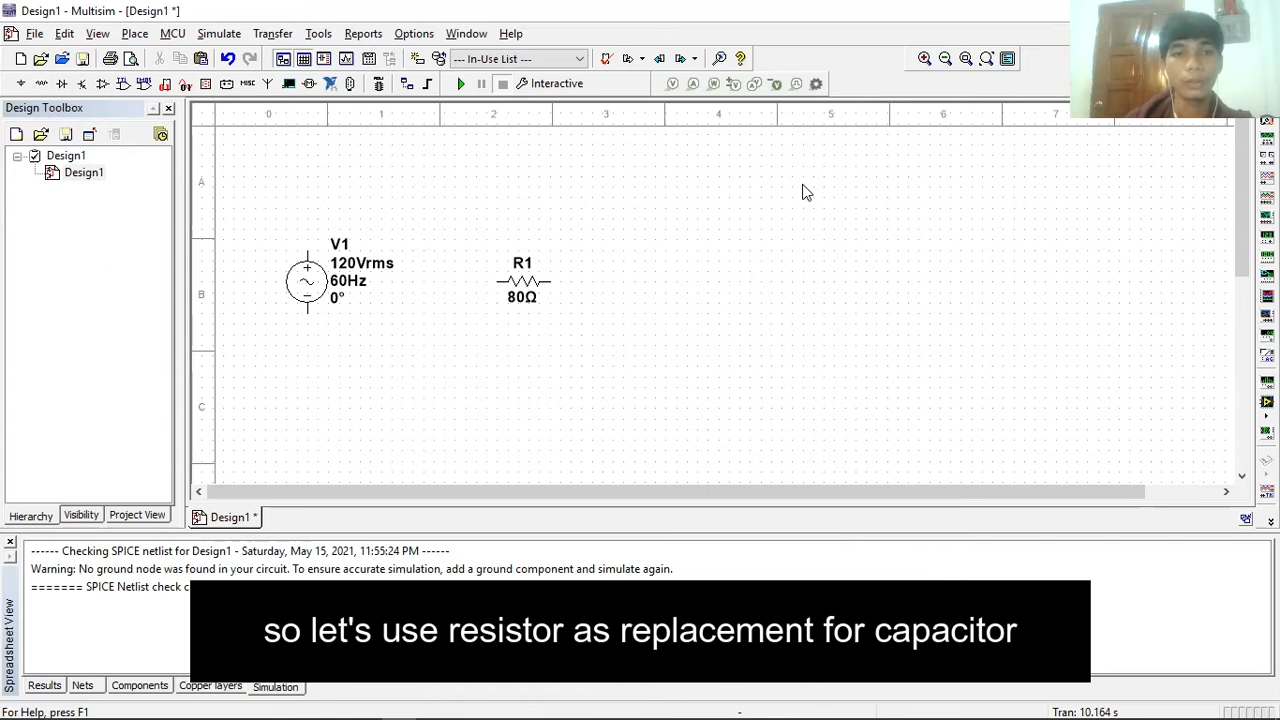 Design1 - Multisim - [Design1 *]
File Edit View Place MCU Simulate Transfer Tools Reports Options Window Help
--- In-Use List ---
MISC Interactive
Design Toolbox
0 1 2 3 4 5 6 7
Design1
Design1
A
V1
120Vrms
60Hz
0°
R1
80Ω
B
C
Hierarchy Visibility Project View
Design1 *
------ Checking SPICE netlist for Design1 - Saturday, May 15, 2021, 11:55:24 PM ------
Warning: No ground node was found in your circuit. To ensure accurate simulation, add a ground component and simulate again.
======= SPICE Netlist check c
so let's use resistor as replacement for capacitor
Spreadsheet View
Results Nets Components Copper layers Simulation
For Help, press F1 - Tran: 10.164 s